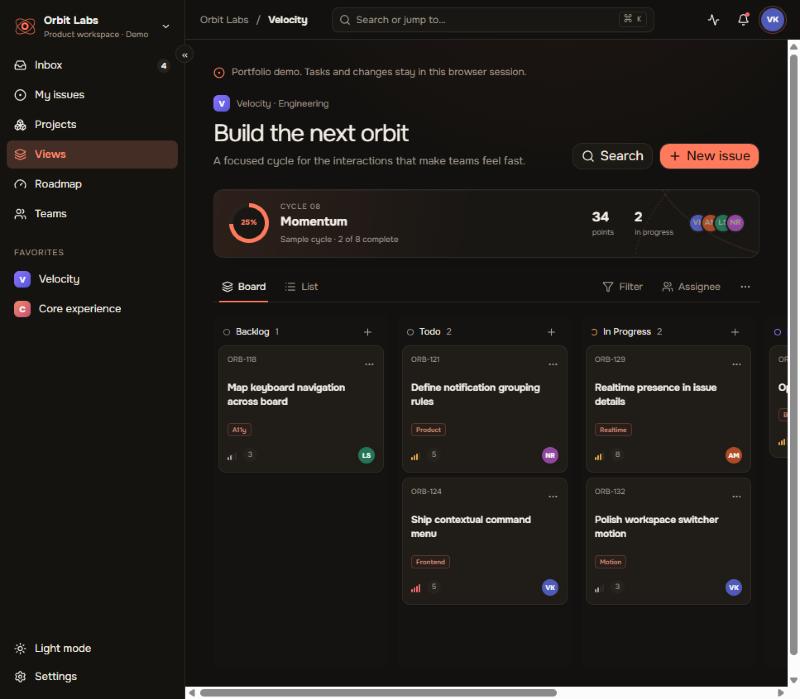 Orbit Labs
Product workspace · Demo
Inbox
4
My issues
Projects
Views
Roadmap
Teams
FAVORITES
V Velocity
C Core experience
Light mode
Settings
«
Orbit Labs / Velocity
Search or jump to...
⌘ K
VK
Portfolio demo. Tasks and changes stay in this browser session.
V Velocity · Engineering
Build the next orbit
A focused cycle for the interactions that make teams feel fast.
Search
+ New issue
25%
CYCLE 08
Momentum
Sample cycle · 2 of 8 complete
34
points
2
in progress
NR
Board
List
Filter
Assignee
Backlog 1
ORB-118
Map keyboard navigation
across board
A11y
3
LS
Todo 2
ORB-121
Define notification grouping
rules
Product
5
NR
ORB-124
Ship contextual command
menu
Frontend
5
VK
In Progress 2
ORB-129
Realtime presence in issue
details
Realtime
8
AM
ORB-132
Polish workspace switcher
motion
Motion
3
VK